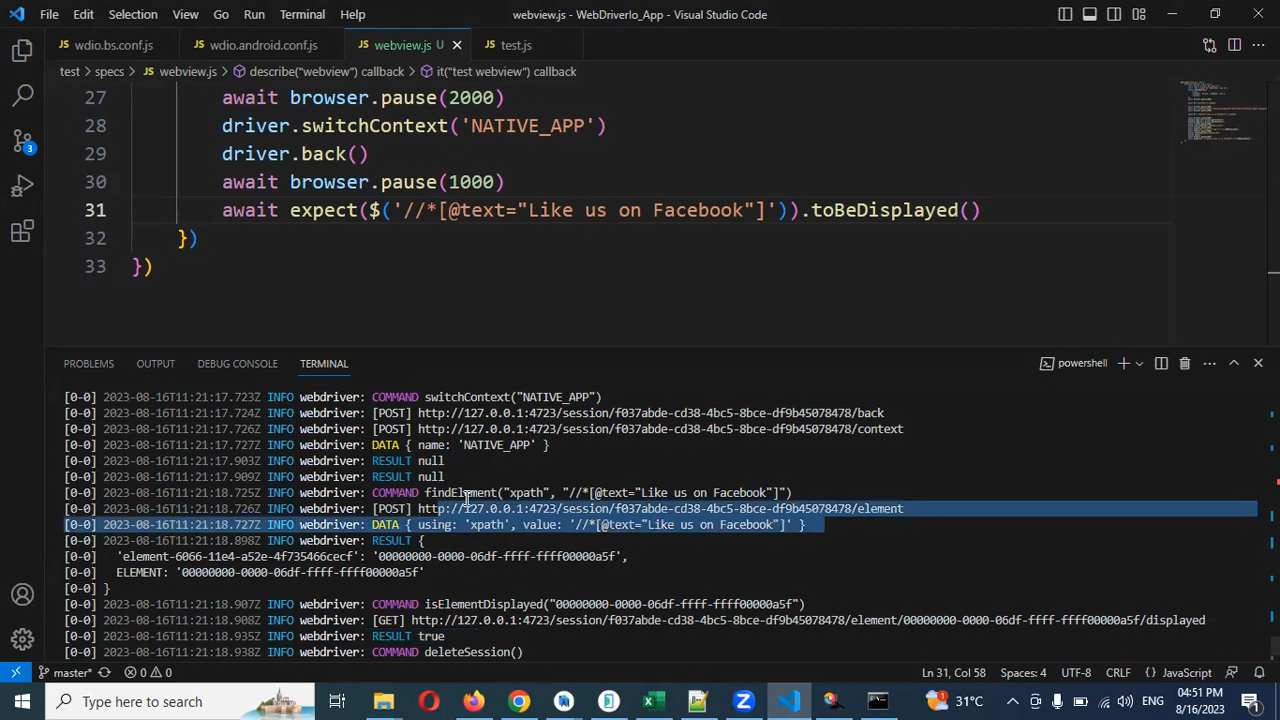 File Edit Selection View Go Run Terminal Help webview.js - WebDriverIo_App - Visual Studio Code
JS wdio.bs.conf.js JS wdio.android.conf.js JS webview.js U JS test.js
test > specs > JS webview.js > describe("webview") callback > it("test webview") callback
27 await browser.pause(2000)
28 driver.switchContext('NATIVE_APP')
29 driver.back()
30 await browser.pause(1000)
31 await expect($('//*[@text="Like us on Facebook"]')).toBeDisplayed()
32 })
33 })
PROBLEMS OUTPUT DEBUG CONSOLE TERMINAL powershell
[0-0] 2023-08-16T11:21:17.723Z INFO webdriver: COMMAND switchContext("NATIVE_APP")
[0-0] 2023-08-16T11:21:17.724Z INFO webdriver: [POST] http://127.0.0.1:4723/session/f037abde-cd38-4bc5-8bce-df9b45078478/back
[0-0] 2023-08-16T11:21:17.726Z INFO webdriver: [POST] http://127.0.0.1:4723/session/f037abde-cd38-4bc5-8bce-df9b45078478/context
[0-0] 2023-08-16T11:21:17.727Z INFO webdriver: DATA { name: 'NATIVE_APP' }
[0-0] 2023-08-16T11:21:17.903Z INFO webdriver: RESULT null
[0-0] 2023-08-16T11:21:17.909Z INFO webdriver: RESULT null
[0-0] 2023-08-16T11:21:18.725Z INFO webdriver: COMMAND findElement("xpath", "//*[@text="Like us on Facebook"]")
[0-0] 2023-08-16T11:21:18.726Z INFO webdriver: [POST] http://127.0.0.1:4723/session/f037abde-cd38-4bc5-8bce-df9b45078478/element
[0-0] 2023-08-16T11:21:18.727Z INFO webdriver: DATA { using: 'xpath', value: '//*[@text="Like us on Facebook"]' }
[0-0] 2023-08-16T11:21:18.898Z INFO webdriver: RESULT {
[0-0] 'element-6066-11e4-a52e-4f735466cecf': '00000000-0000-06df-ffff-ffff00000a5f',
[0-0] ELEMENT: '00000000-0000-06df-ffff-ffff00000a5f'
[0-0] }
[0-0] 2023-08-16T11:21:18.907Z INFO webdriver: COMMAND isElementDisplayed("00000000-0000-06df-ffff-ffff00000a5f")
[0-0] 2023-08-16T11:21:18.908Z INFO webdriver: [GET] http://127.0.0.1:4723/session/f037abde-cd38-4bc5-8bce-df9b45078478/element/00000000-0000-06df-ffff-ffff00000a5f/displayed
[0-0] 2023-08-16T11:21:18.935Z INFO webdriver: RESULT true
[0-0] 2023-08-16T11:21:18.938Z INFO webdriver: COMMAND deleteSession()
3
master* 0 0 Ln 31, Col 58 Spaces: 4 UTF-8 CRLF JavaScript
Type here to search 31°C ENG 04:51 PM
8/16/2023